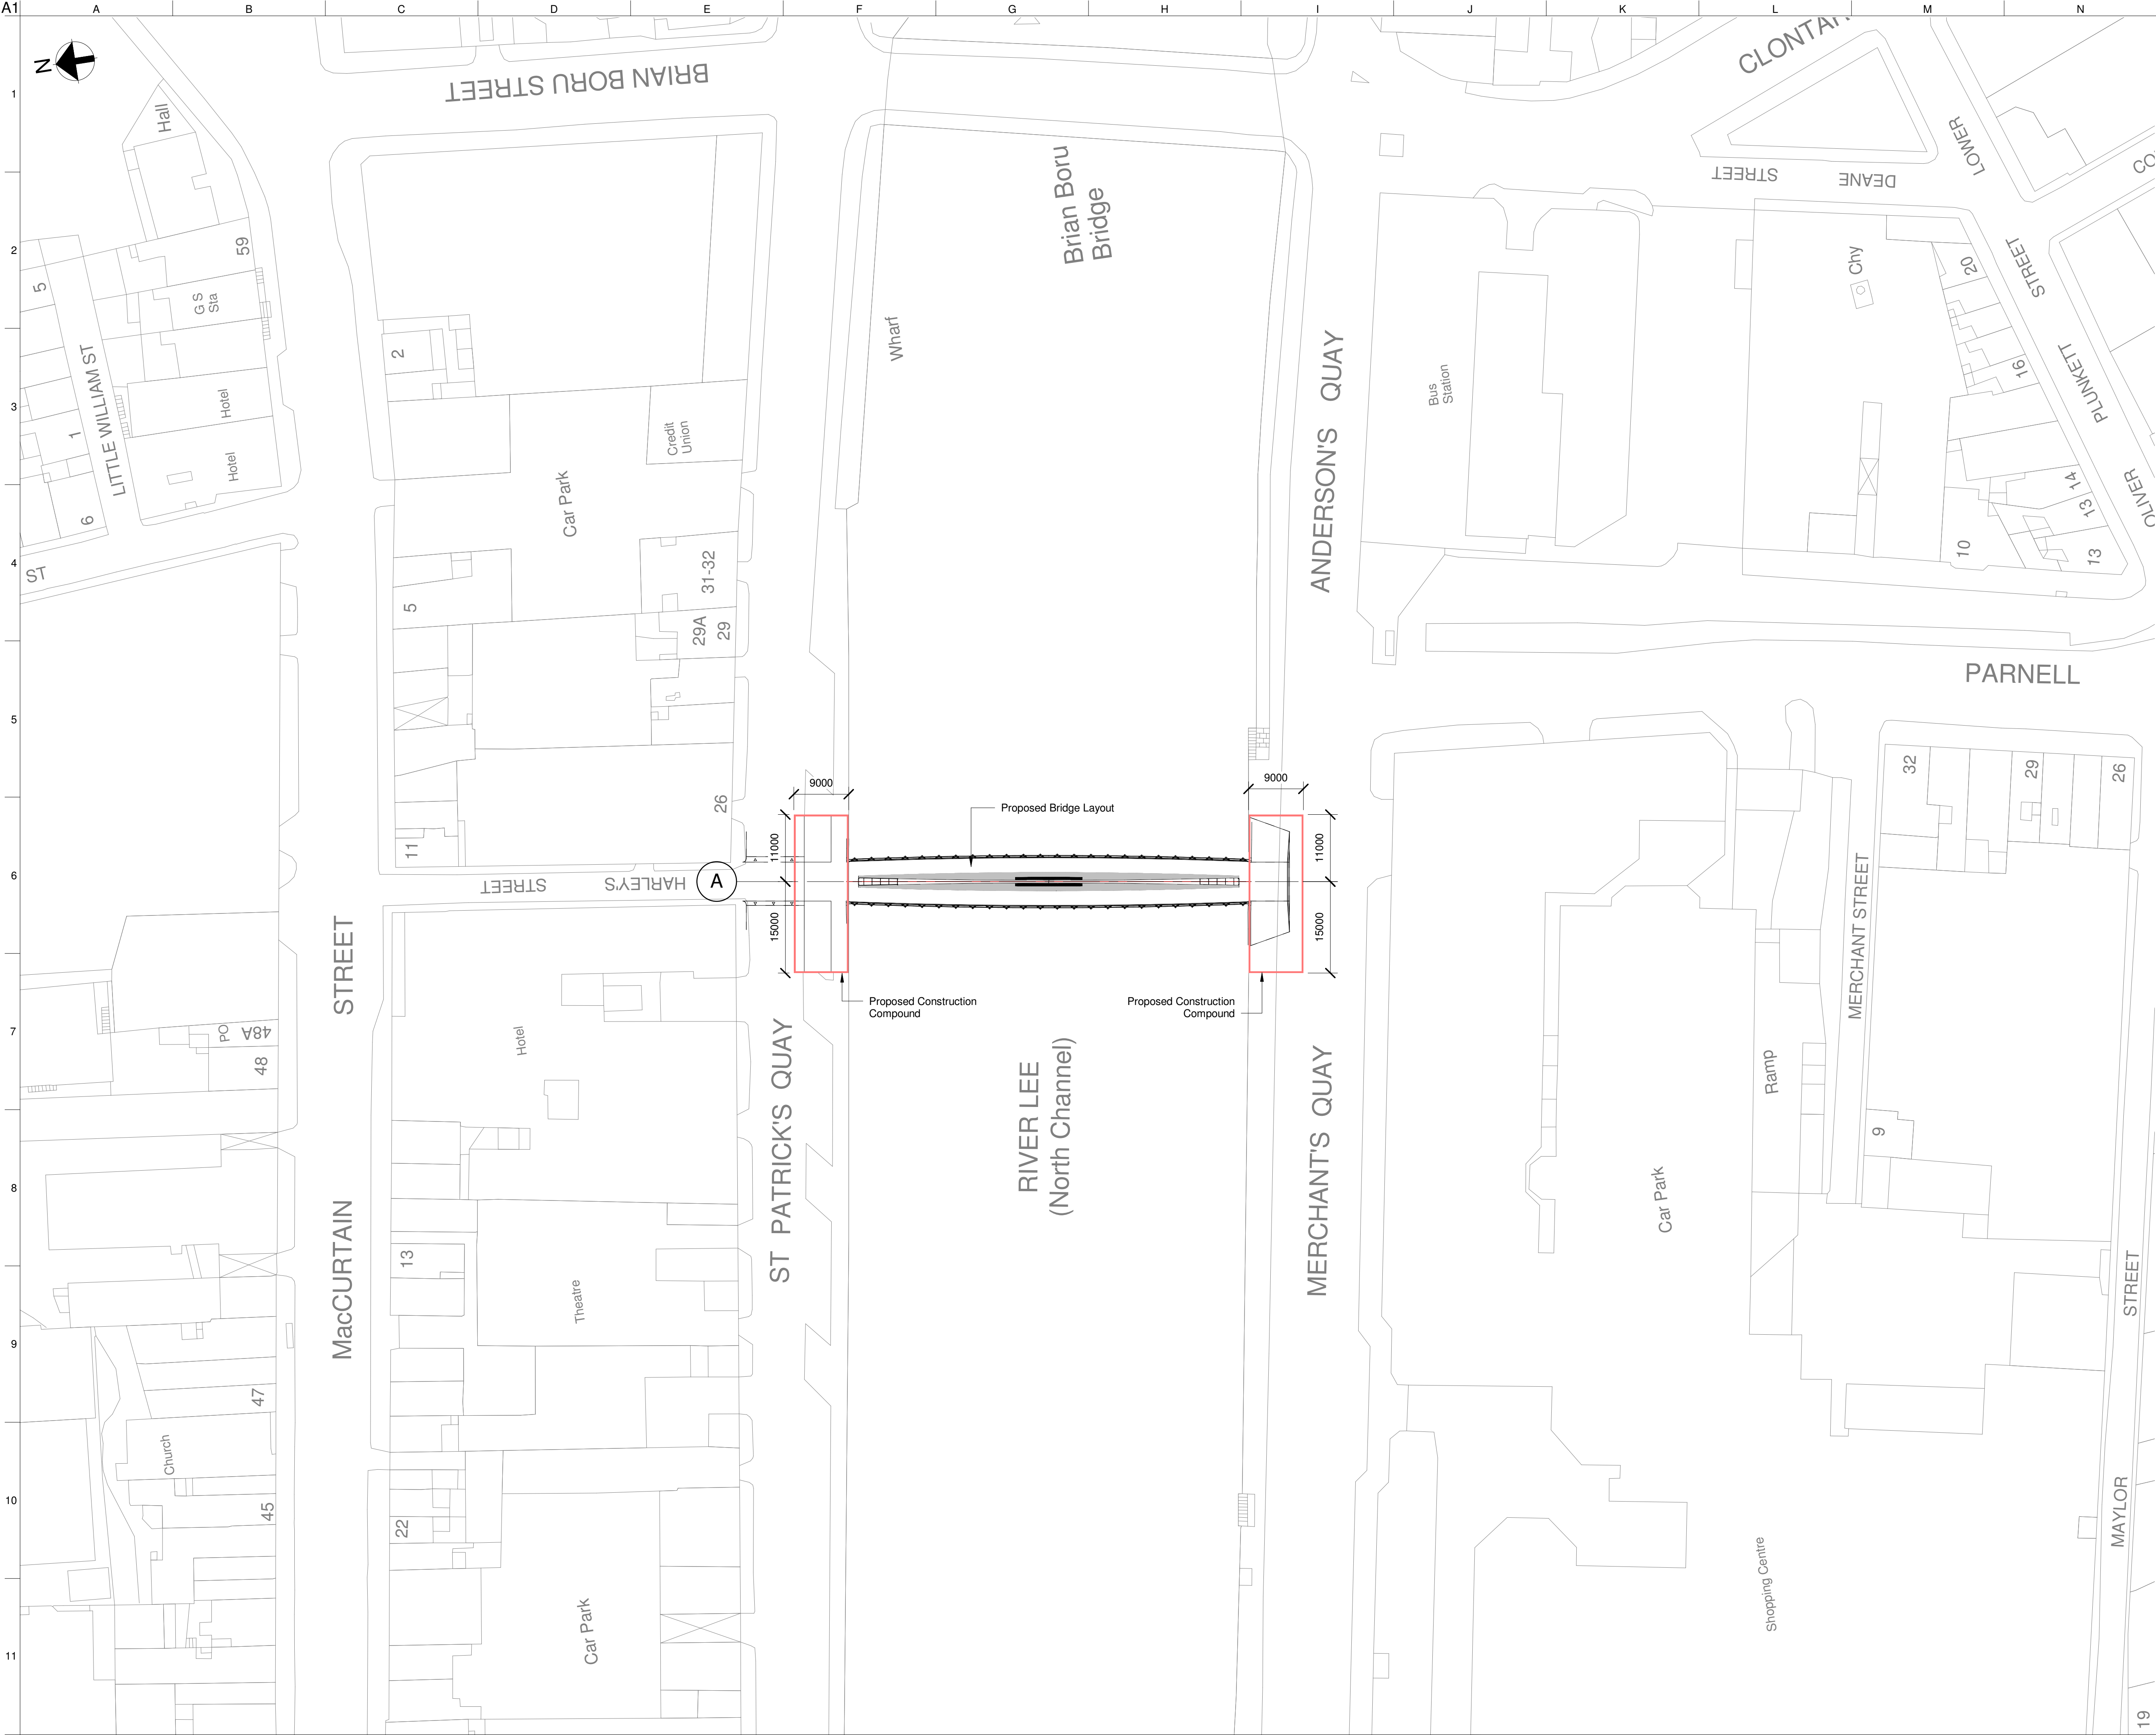 A1
A
B
C
D
E
F
G
H
I
J
K
L
M
N
1
2
3
4
5
6
7
8
9
10
11
N
BRIAN BORU STREET
Hall
59
5
G S
Sta
LITTLE WILLIAM ST
Hotel
Hotel
1
6
ST
2
Credit
Union
Car Park
31-32
5
29A
29
26
11
Wharf
Brian Boru
Bridge
ANDERSON'S QUAY
Bus
Station
DEANE
STREET
LOWER
Chy
20
16
14
13
13
10
OLIVER
PLUNKETT
STREET
PARNELL
32
29
26
9000
9000
Proposed Bridge Layout
11000
15000
11000
15000
A
HARLEY'S
STREET
Proposed Construction
Compound
Proposed Construction
Compound
MacCURTAIN
STREET
PO
48A
48
Hotel
ST PATRICK'S QUAY
RIVER LEE
(North Channel)
MERCHANT'S QUAY
MERCHANT STREET
Ramp
9
Car Park
13
Theatre
47
Church
45
22
Car Park
Shopping Centre
MAYLOR
STREET
19